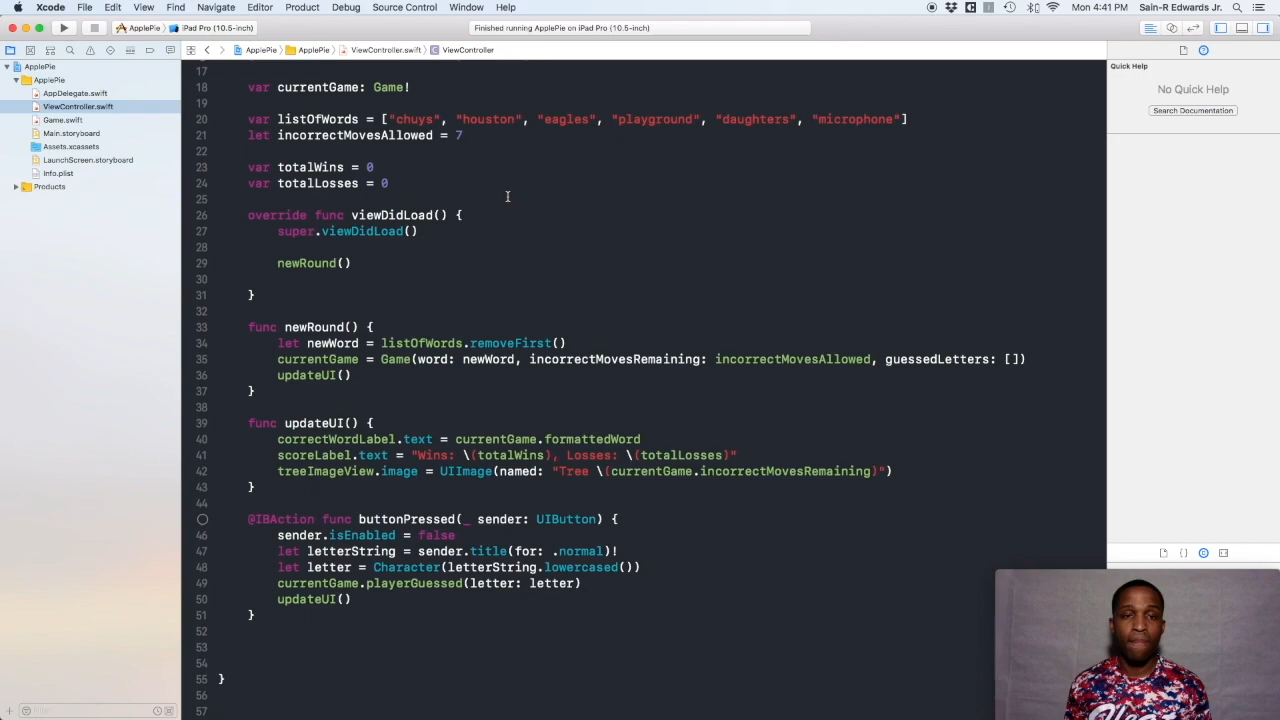 Xcode File Edit View Find Navigate Editor Product Debug Source Control Window Help
Mon 4:41 PM Sain-R Edwards Jr.
ApplePie iPad Pro (10.5-inch)
Finished running ApplePie on iPad Pro (10.5-inch)
ApplePie ApplePie ViewController.swift ViewController
ApplePie
ApplePie
AppDelegate.swift
ViewController.swift
Game.swift
Main.storyboard
Assets.xcassets
LaunchScreen.storyboard
Info.plist
Products
Filter
17
18 var currentGame: Game!
19
20 var listOfWords = ["chuys", "houston", "eagles", "playground", "daughters", "microphone"]
21 let incorrectMovesAllowed = 7
22
23 var totalWins = 0
24 var totalLosses = 0
25
26 override func viewDidLoad() {
27 super.viewDidLoad()
28
29 newRound()
30
31 }
32
33 func newRound() {
34 let newWord = listOfWords.removeFirst()
35 currentGame = Game(word: newWord, incorrectMovesRemaining: incorrectMovesAllowed, guessedLetters: [])
36 updateUI()
37 }
38
39 func updateUI() {
40 correctWordLabel.text = currentGame.formattedWord
41 scoreLabel.text = "Wins: \(totalWins), Losses: \(totalLosses)"
42 treeImageView.image = UIImage(named: "Tree \(currentGame.incorrectMovesRemaining)")
43 }
44
@IBAction func buttonPressed(_ sender: UIButton) {
46 sender.isEnabled = false
47 let letterString = sender.title(for: .normal)!
48 let letter = Character(letterString.lowercased())
49 currentGame.playerGuessed(letter: letter)
50 updateUI()
51 }
52
53
54
55 }
56
57
Quick Help
No Quick Help
Search Documentation